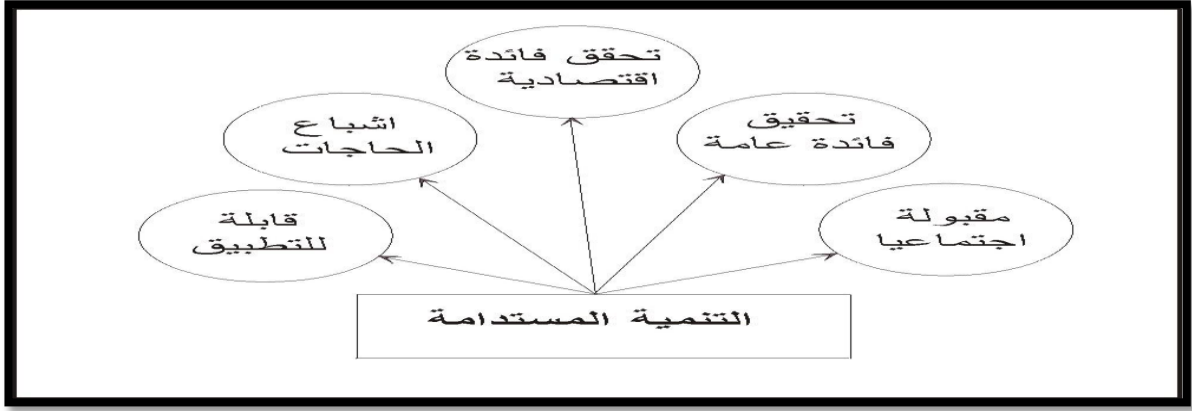 تحقق فائدة
اقتصادية
تحقيق
فائدة عامة
اشباع
الحاجات
مقبولة
اجتماعيا
قابلة
للتطبيق
التنمية المستدامة